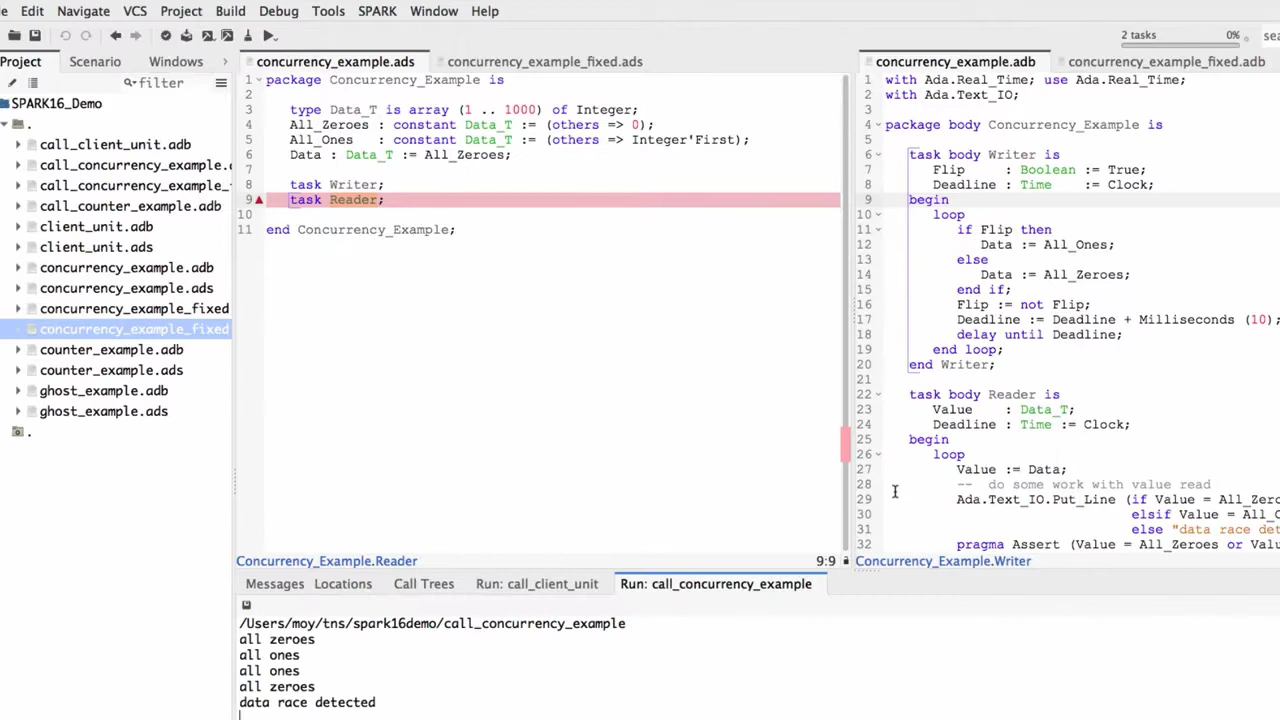 le Edit Navigate VCS Project Build Debug Tools SPARK Window Help
2 tasks 0% sea
Project Scenario Windows
filter
SPARK16_Demo
.
call_client_unit.adb
call_concurrency_example.
call_concurrency_example_
call_counter_example.adb
client_unit.adb
client_unit.ads
concurrency_example.adb
concurrency_example.ads
concurrency_example_fixed
concurrency_example_fixed
counter_example.adb
counter_example.ads
ghost_example.adb
ghost_example.ads
.
concurrency_example.ads concurrency_example_fixed.ads
1 package Concurrency_Example is
2
3 type Data_T is array (1 .. 1000) of Integer;
4 All_Zeroes : constant Data_T := (others => 0);
5 All_Ones : constant Data_T := (others => Integer'First);
6 Data : Data_T := All_Zeroes;
7
8 task Writer;
9 task Reader;
10
11 end Concurrency_Example;
Concurrency_Example.Reader 9:9
concurrency_example.adb concurrency_example_fixed.adb
1 with Ada.Real_Time; use Ada.Real_Time;
2 with Ada.Text_IO;
3
4 package body Concurrency_Example is
5
6 task body Writer is
7 Flip : Boolean := True;
8 Deadline : Time := Clock;
9 begin
10 loop
11 if Flip then
12 Data := All_Ones;
13 else
14 Data := All_Zeroes;
15 end if;
16 Flip := not Flip;
17 Deadline := Deadline + Milliseconds (10);
18 delay until Deadline;
19 end loop;
20 end Writer;
21
22 task body Reader is
23 Value : Data_T;
24 Deadline : Time := Clock;
25 begin
26 loop
27 Value := Data;
28 -- do some work with value read
29 Ada.Text_IO.Put_Line (if Value = All_Zero
30 elsif Value = All_O
31 else "data race det
32 pragma Assert (Value = All_Zeroes or Valu
Concurrency_Example.Writer
Messages Locations Call Trees Run: call_client_unit Run: call_concurrency_example
/Users/moy/tns/spark16demo/call_concurrency_example
all zeroes
all ones
all ones
all zeroes
data race detected